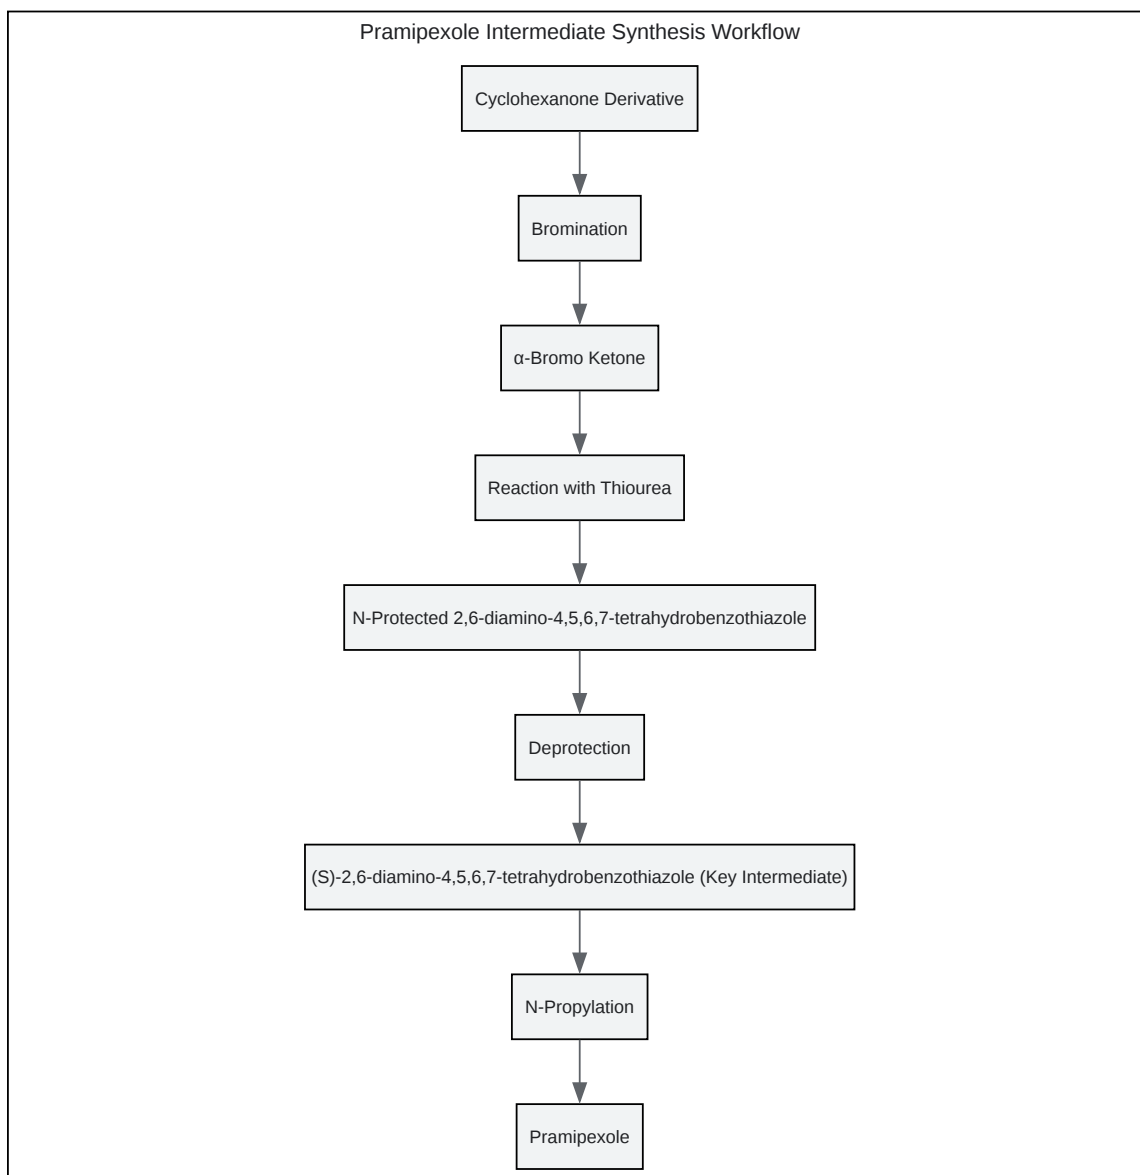 Pramipexole Intermediate Synthesis Workflow
Cyclohexanone Derivative
Bromination
α-Bromo Ketone
Reaction with Thiourea
N-Protected 2,6-diamino-4,5,6,7-tetrahydrobenzothiazole
Deprotection
(S)-2,6-diamino-4,5,6,7-tetrahydrobenzothiazole (Key Intermediate)
N-Propylation
Pramipexole